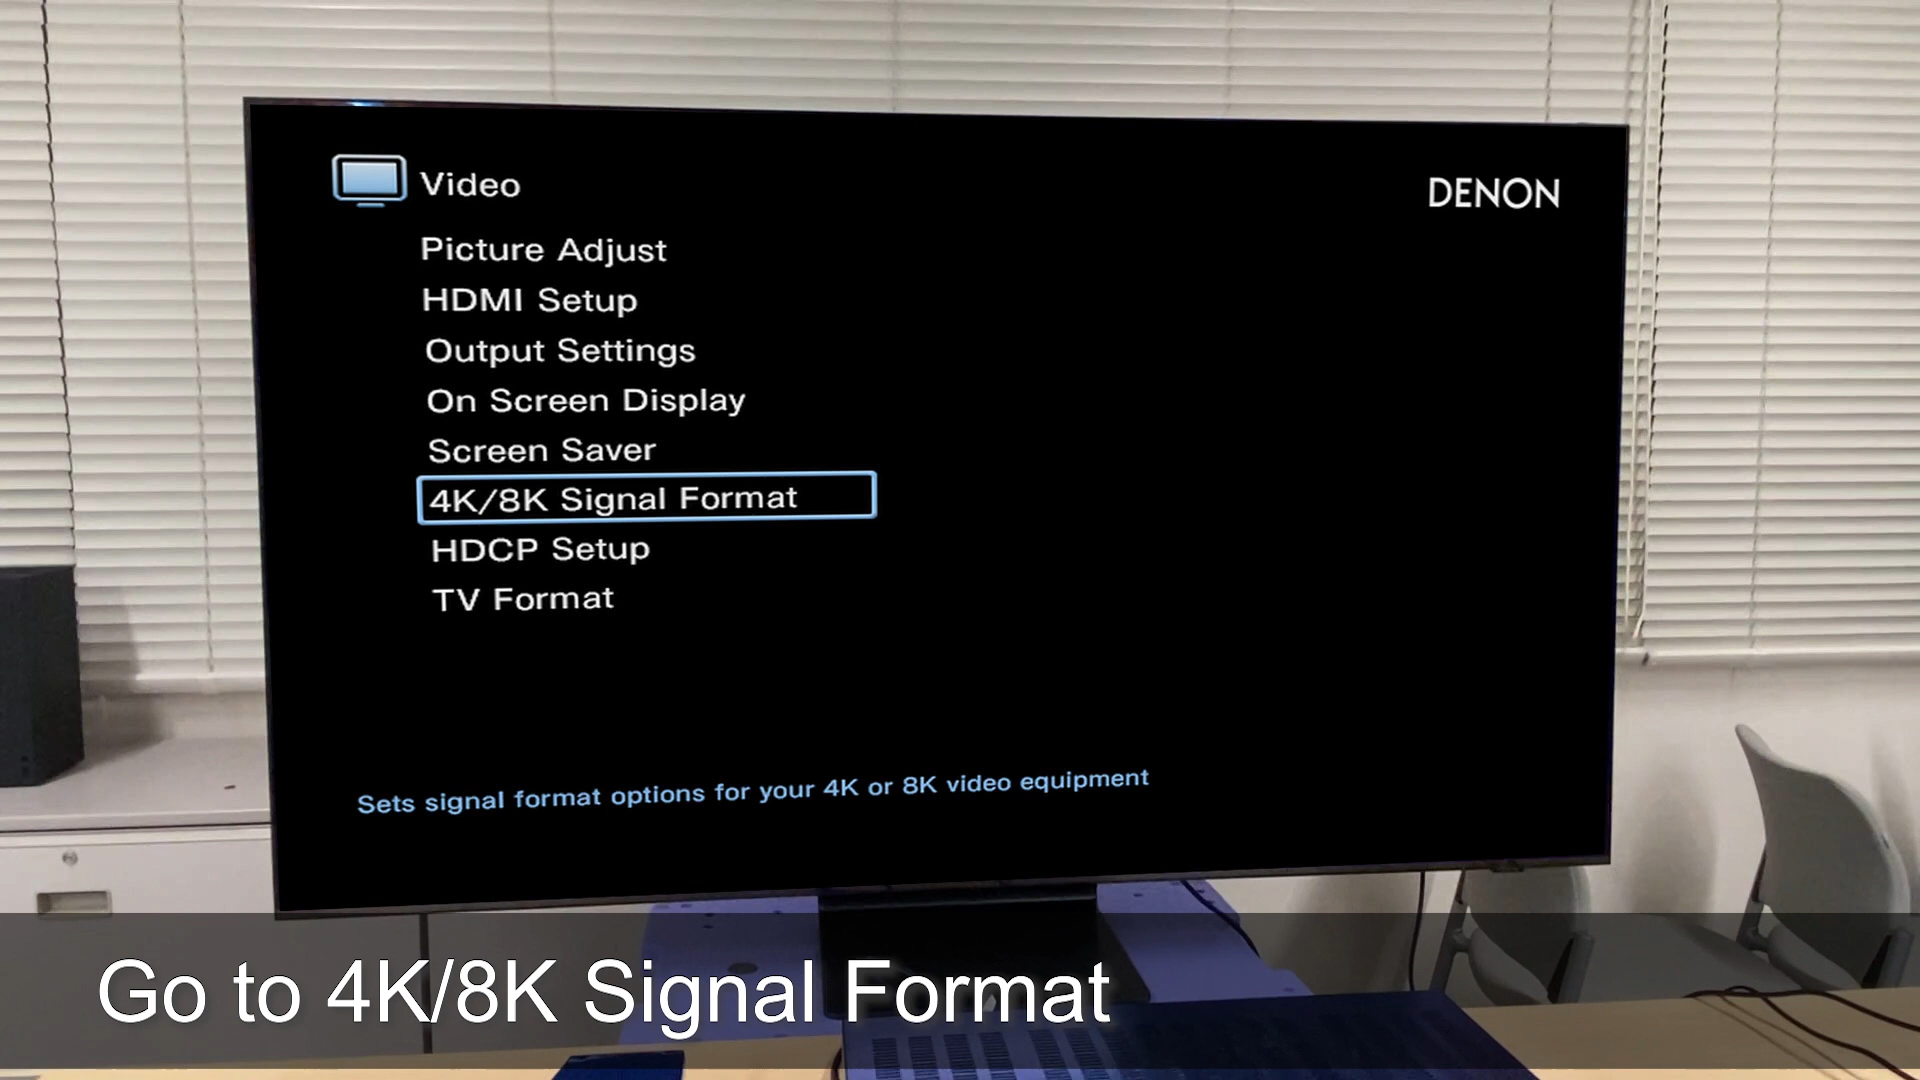 Video
DENON
Picture Adjust
HDMI Setup
Output Settings
On Screen Display
Screen Saver
4K/8K Signal Format
HDCP Setup
TV Format
Sets signal format options for your 4K or 8K video equipment
Go to 4K/8K Signal Format